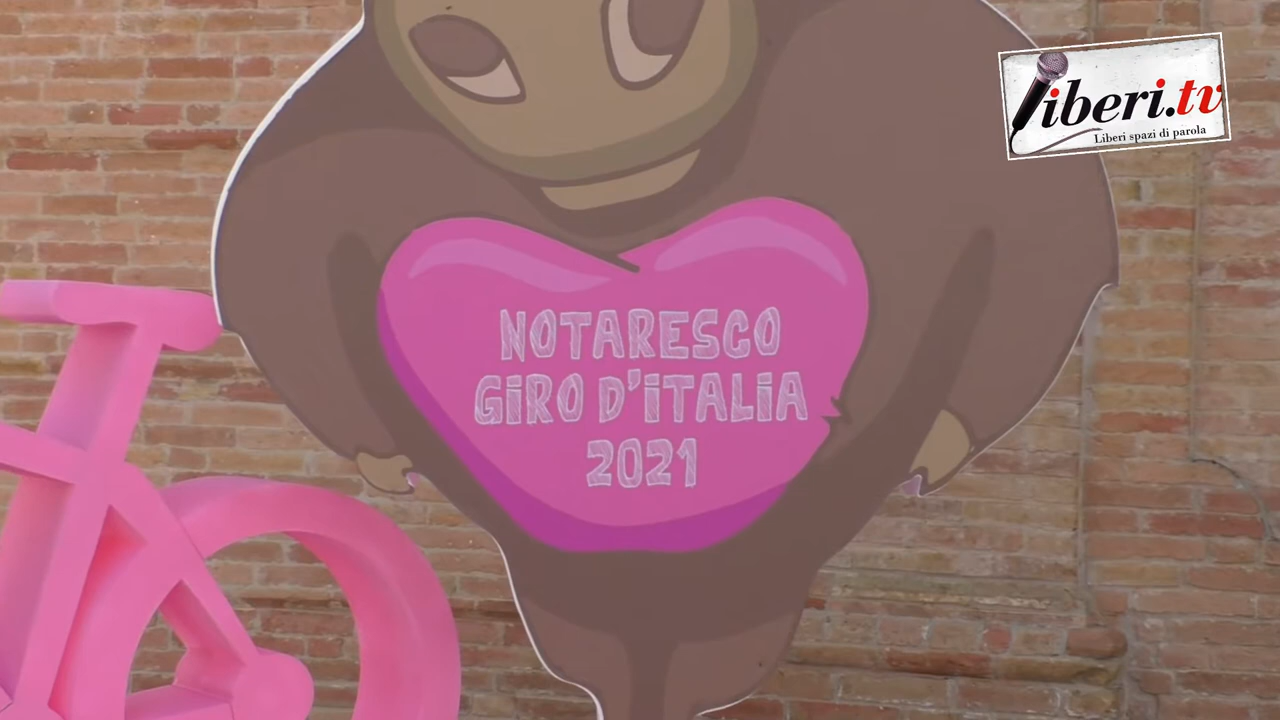 liberi.tv
Liberi spazi di parola
NOTARESCO
GiRO D'iTALiA
2021